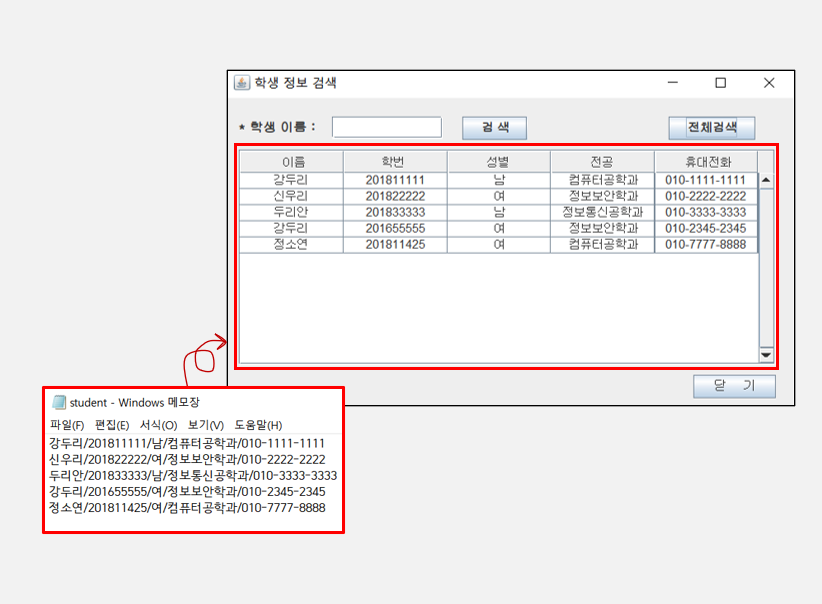 학생 정보 검색
* 학생 이름 : 검 색 전체검색
이름 학번 성별 전공 휴대전화
강두리 201811111 남 컴퓨터공학과 010-1111-1111
신우리 201822222 여 정보보안학과 010-2222-2222
두리안 201833333 남 정보통신공학과 010-3333-3333
강두리 201655555 여 정보보안학과 010-2345-2345
정소연 201811425 여 컴퓨터공학과 010-7777-8888
닫 기
student - Windows 메모장
파일(F) 편집(E) 서식(O) 보기(V) 도움말(H)
강두리/201811111/남/컴퓨터공학과/010-1111-1111
신우리/201822222/여/정보보안학과/010-2222-2222
두리안/201833333/남/정보통신공학과/010-3333-3333
강두리/201655555/여/정보보안학과/010-2345-2345
정소연/201811425/여/컴퓨터공학과/010-7777-8888